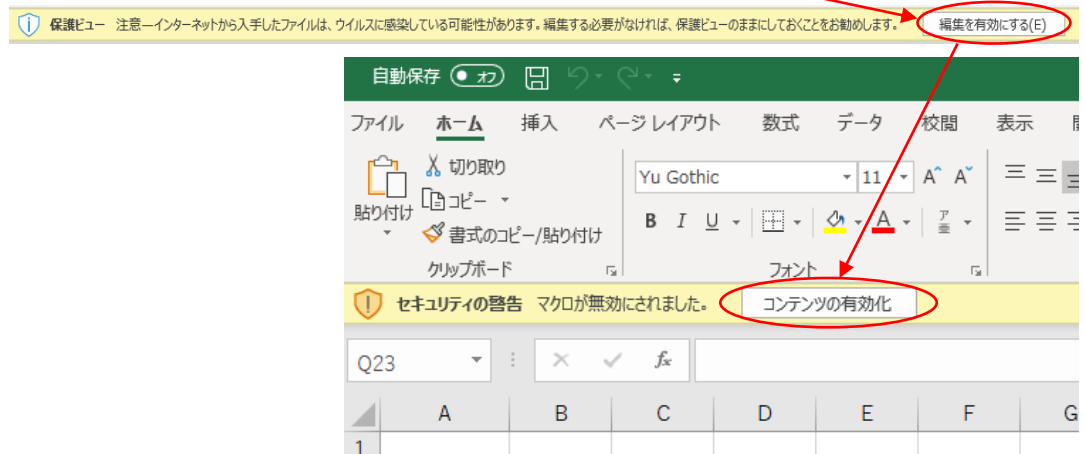 保護ビュー 注意―インターネットから入手したファイルは、ウイルスに感染している可能性があります。編集する必要がなければ、保護ビューのままにしておくことをお勧めします。 編集を有効にする(E)
自動保存 オフ
ファイル ホーム 挿入 ページ レイアウト 数式 データ 校閲 表示
貼り付け 切り取り
コピー
書式のコピー/貼り付け
Yu Gothic 11 A A
B I U A ア 亜
クリップボード フォント
セキュリティの警告 マクロが無効にされました。 コンテンツの有効化
Q23 fx
A B C D E F G
1